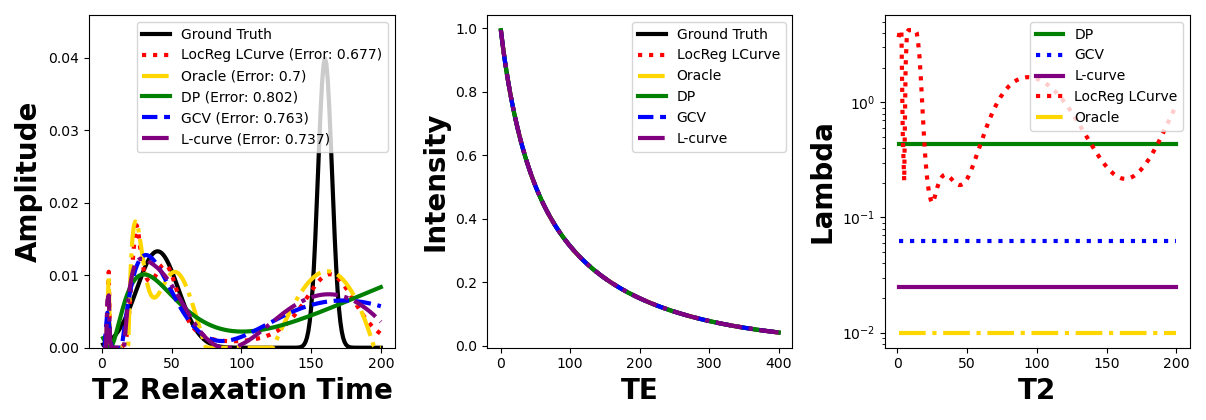 Amplitude
0.04
0.03
0.02
0.01
0.00
0
50
100
150
200
T2 Relaxation Time
Ground Truth
LocReg LCurve (Error: 0.677)
Oracle (Error: 0.7)
DP (Error: 0.802)
GCV (Error: 0.763)
L-curve (Error: 0.737)
Intensity
1.0
0.8
0.6
0.4
0.2
0.0
0
100
200
300
400
TE
Ground Truth
LocReg LCurve
Oracle
DP
GCV
L-curve
Lambda
10⁰
10⁻¹
10⁻²
0
50
100
150
200
T2
DP
GCV
L-curve
LocReg LCurve
Oracle